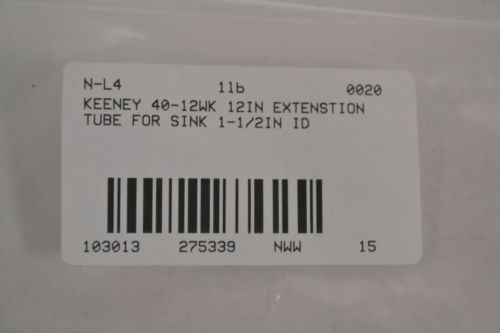 N-L4 1lb 0020
KEENEY 40-12WK 12IN EXTENSTION
TUBE FOR SINK 1-1/2IN ID
103013 275339 NWW 15